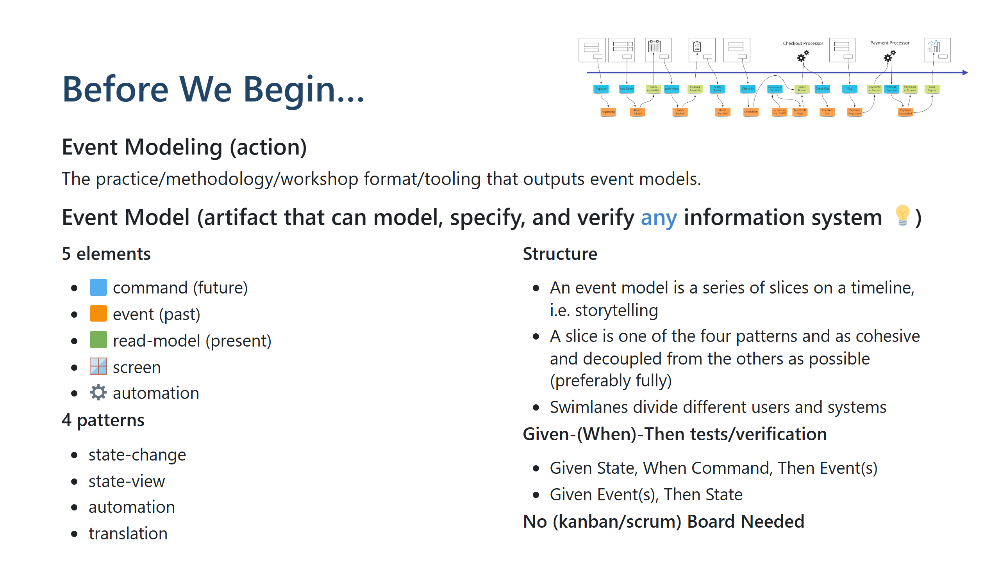 Before We Begin...
Checkout Processor
Payment Processor
Register
Add Room
Room
Availability
Book Room
Cleaning
Schedule
Ready
Room
Check In
Guest
Roster
Check Out
Pay
Payments
to Process
Process
Payment
Payments
to Process
Sales
Report
Registered
Room
Added
Room
Booked
Room
Readied
Checked In
Guest Left
Hotel
Checked
Out
Payment
Requested
Payment
Succeeded
Event Modeling (action)
The practice/methodology/workshop format/tooling that outputs event models.
Event Model (artifact that can model, specify, and verify any information system 💡)
5 elements
command (future)
event (past)
read-model (present)
screen
automation
4 patterns
state-change
state-view
automation
translation
Structure
An event model is a series of slices on a timeline,
i.e. storytelling
A slice is one of the four patterns and as cohesive
and decoupled from the others as possible
(preferably fully)
Swimlanes divide different users and systems
Given-(When)-Then tests/verification
Given State, When Command, Then Event(s)
Given Event(s), Then State
No (kanban/scrum) Board Needed